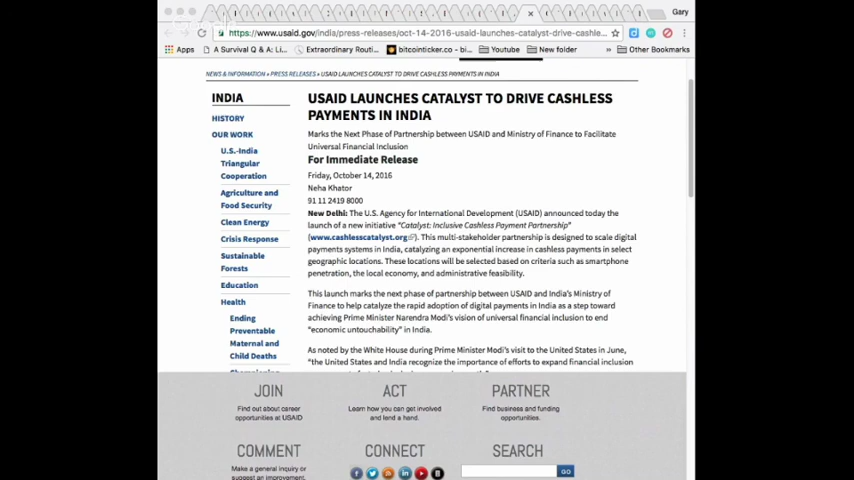 Gary
https://www.usaid.gov/india/press-releases/oct-14-2016-usaid-launches-catalyst-drive-cashle...
Apps A Survival Q & A: Li... Extraordinary Routi... bitcointicker.co - bi... Youtube New folder » Other Bookmarks
NEWS & INFORMATION » PRESS RELEASES » USAID LAUNCHES CATALYST TO DRIVE CASHLESS PAYMENTS IN INDIA
INDIA
HISTORY
OUR WORK
U.S.-India
Triangular
Cooperation
Agriculture and
Food Security
Clean Energy
Crisis Response
Sustainable
Forests
Education
Health
Ending
Preventable
Maternal and
Child Deaths
USAID LAUNCHES CATALYST TO DRIVE CASHLESS
PAYMENTS IN INDIA
Marks the Next Phase of Partnership between USAID and Ministry of Finance to Facilitate
Universal Financial Inclusion
For Immediate Release
Friday, October 14, 2016
Neha Khator
91 11 2419 8000
New Delhi: The U.S. Agency for International Development (USAID) announced today the
launch of a new initiative “Catalyst: Inclusive Cashless Payment Partnership”
(www.cashlesscatalyst.org). This multi-stakeholder partnership is designed to scale digital
payments systems in India, catalyzing an exponential increase in cashless payments in select
geographic locations. These locations will be selected based on criteria such as smartphone
penetration, the local economy, and administrative feasibility.
This launch marks the next phase of partnership between USAID and India's Ministry of
Finance to help catalyze the rapid adoption of digital payments in India as a step toward
achieving Prime Minister Narendra Modi's vision of universal financial inclusion to end
“economic untouchability” in India.
As noted by the White House during Prime Minister Modi's visit to the United States in June,
“the United States and India recognize the importance of efforts to expand financial inclusion
JOIN
Find out about career
opportunities at USAID
ACT
Learn how you can get involved
and lend a hand.
PARTNER
Find business and funding
opportunities.
COMMENT
Make a general inquiry or
suggest an improvement.
CONNECT
SEARCH
GO